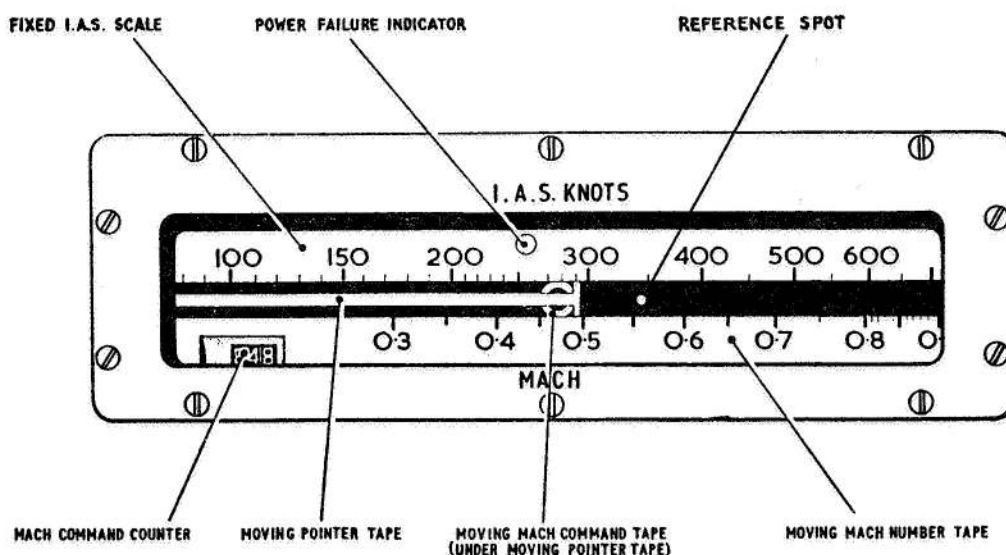 FIXED I.A.S. SCALE
POWER FAILURE INDICATOR
REFERENCE SPOT
I.A.S. KNOTS
100 150 200 300 400 500 600
0·3 0·4 0·5 0·6 0·7 0·8 0·
MACH
MACH COMMAND COUNTER
MOVING POINTER TAPE
MOVING MACH COMMAND TAPE
(UNDER MOVING POINTER TAPE)
MOVING MACH NUMBER TAPE